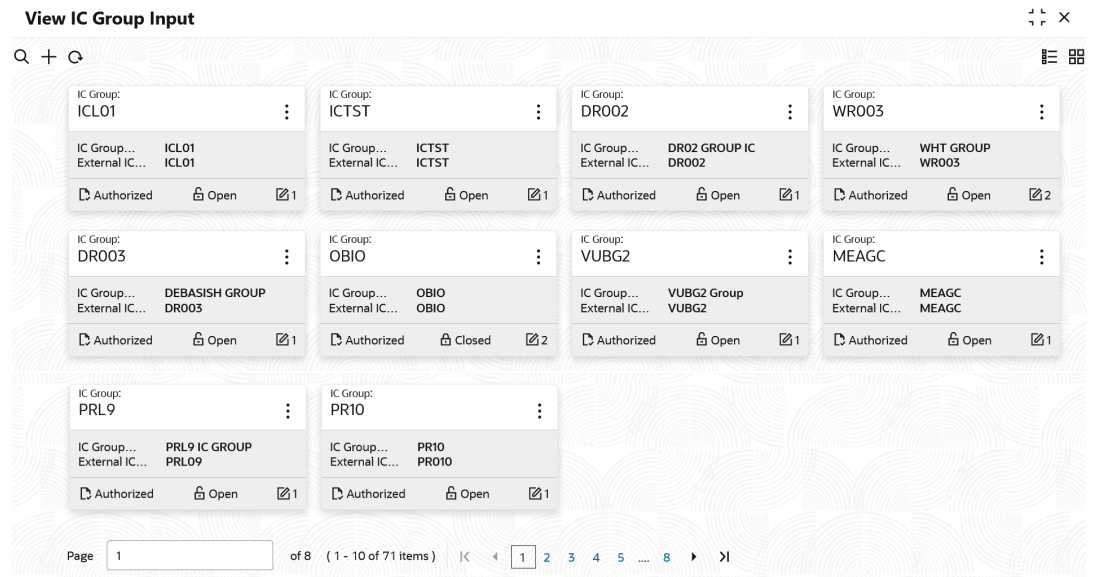 View IC Group Input
IC Group:
ICL01
IC Group... ICL01
External IC... ICL01
Authorized Open 1
IC Group:
ICTST
IC Group... ICTST
External IC... ICTST
Authorized Open 1
IC Group:
DR002
IC Group... DR02 GROUP IC
External IC... DR002
Authorized Open 1
IC Group:
WR003
IC Group... WHT GROUP
External IC... WR003
Authorized Open 2
IC Group:
DR003
IC Group... DEBASISH GROUP
External IC... DR003
Authorized Open 1
IC Group:
OBIO
IC Group... OBIO
External IC... OBIO
Authorized Closed 2
IC Group:
VUBG2
IC Group... VUBG2 Group
External IC... VUBG2
Authorized Open 1
IC Group:
MEAGC
IC Group... MEAGC
External IC... MEAGC
Authorized Open 1
IC Group:
PRL9
IC Group... PRL9 IC GROUP
External IC... PRL09
Authorized Open 1
IC Group:
PR10
IC Group... PR10
External IC... PR010
Authorized Open 1
Page 1 of 8 ( 1 - 10 of 71 items ) 1 2 3 4 5 .... 8